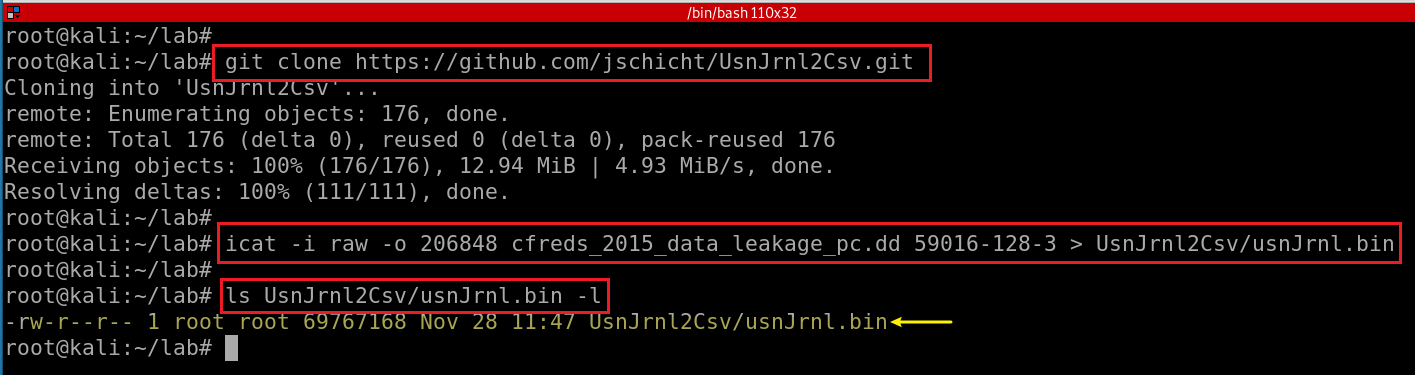 /bin/bash 110x32
root@kali:~/lab#
root@kali:~/lab# git clone https://github.com/jschicht/UsnJrnl2Csv.git
Cloning into 'UsnJrnl2Csv'...
remote: Enumerating objects: 176, done.
remote: Total 176 (delta 0), reused 0 (delta 0), pack-reused 176
Receiving objects: 100% (176/176), 12.94 MiB | 4.93 MiB/s, done.
Resolving deltas: 100% (111/111), done.
root@kali:~/lab#
root@kali:~/lab# icat -i raw -o 206848 cfreds_2015_data_leakage_pc.dd 59016-128-3 > UsnJrnl2Csv/usnJrnl.bin
root@kali:~/lab#
root@kali:~/lab# ls UsnJrnl2Csv/usnJrnl.bin -l
-rw-r--r-- 1 root root 69767168 Nov 28 11:47 UsnJrnl2Csv/usnJrnl.bin
root@kali:~/lab#